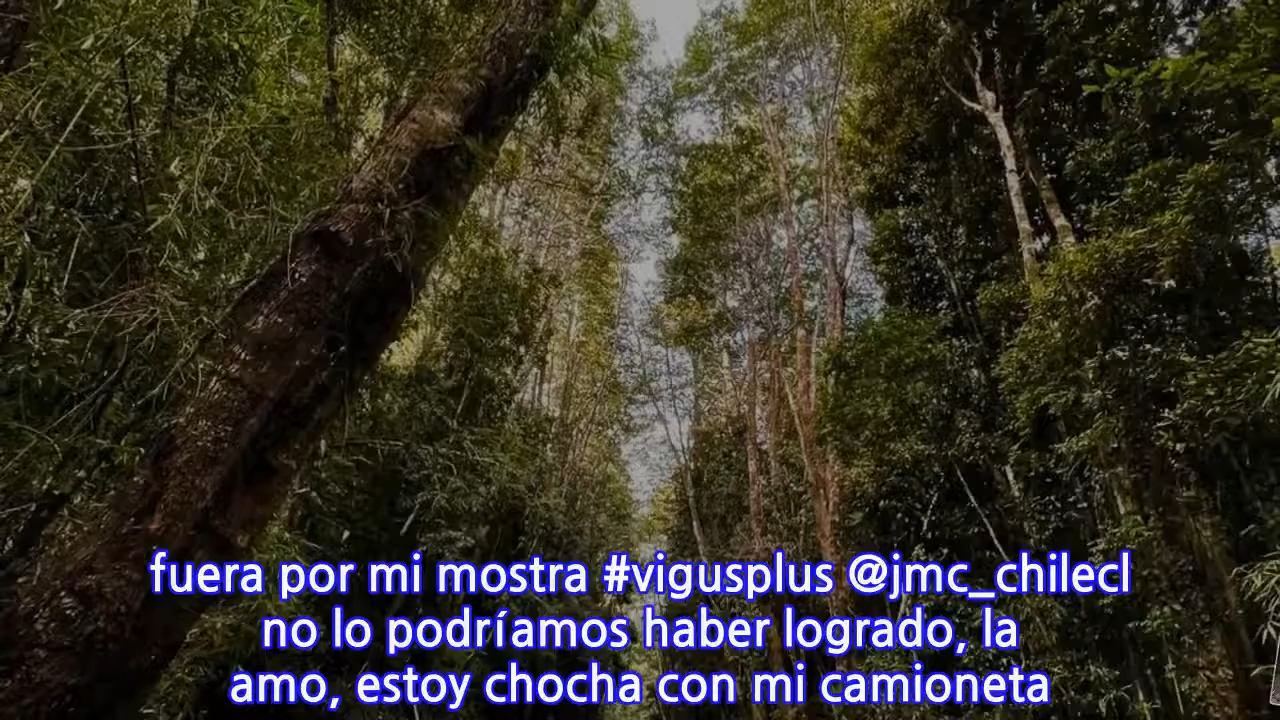 fuera por mi mostra #vigusplus @jmc_chilecl
no lo podríamos haber logrado, la
amo, estoy chocha con mi camioneta